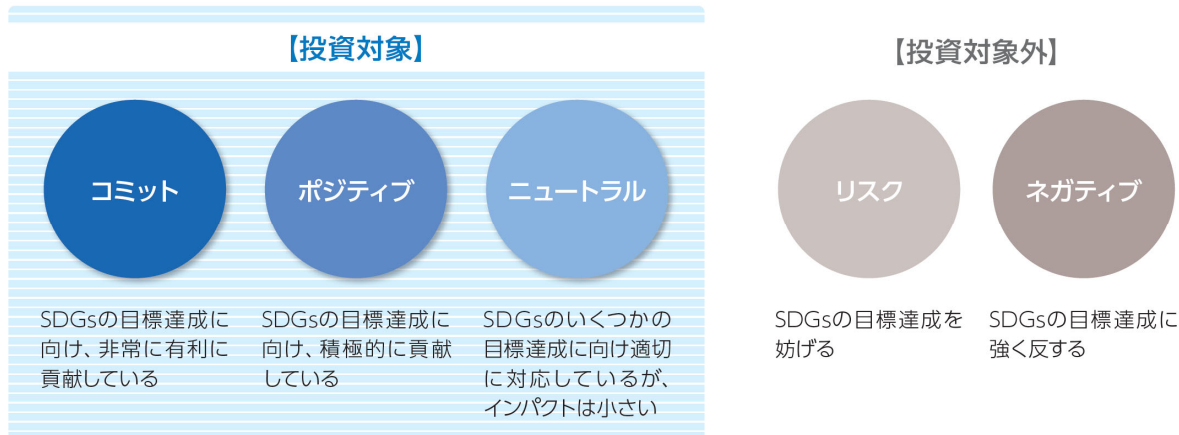 【投資対象】
コミット
ポジティブ
ニュートラル
SDGsの目標達成に
向け、非常に有利に
貢献している
SDGsの目標達成に
向け、積極的に貢献
している
SDGsのいくつかの
目標達成に向け適切
に対応しているが、
インパクトは小さい
【投資対象外】
リスク
ネガティブ
SDGsの目標達成を
妨げる
SDGsの目標達成に
強く反する